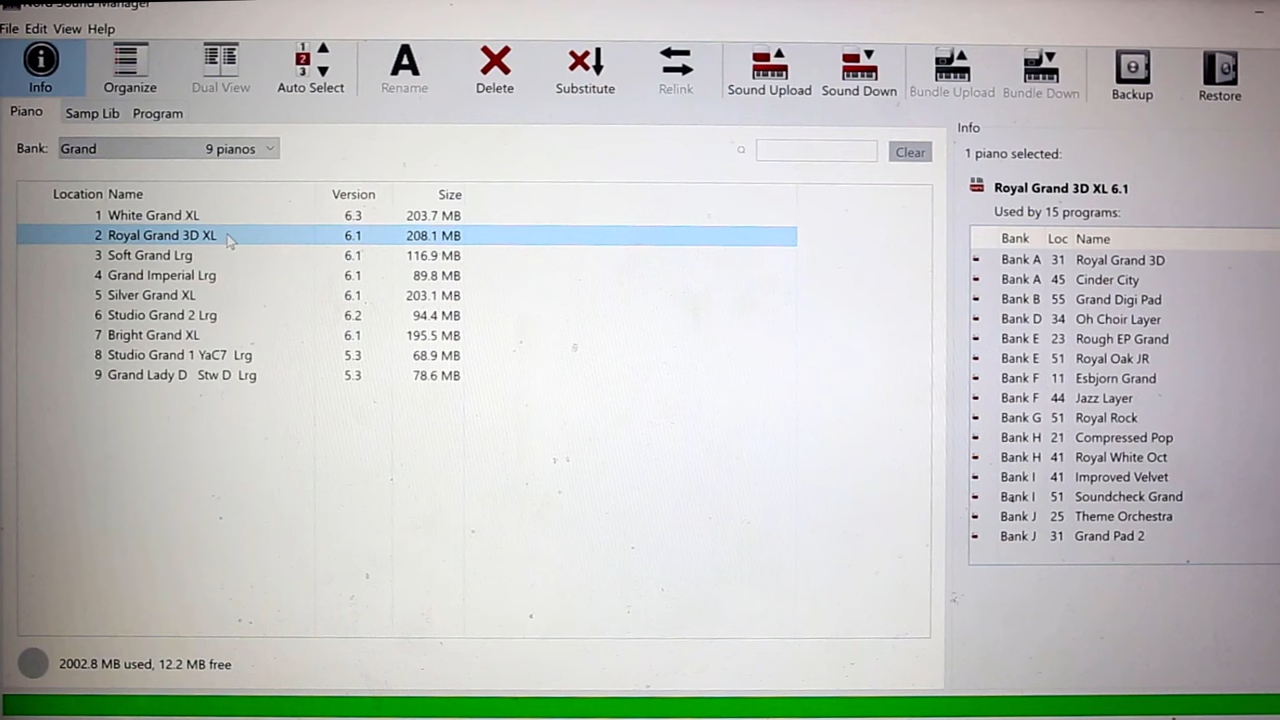 Nord Sound Manager
File Edit View Help
Info Organize Dual View 1 2 3 Auto Select A Rename Delete Substitute Relink Sound Upload Sound Down Bundle Upload Bundle Down Backup Restore
Piano Samp Lib Program
Bank: Grand 9 pianos Clear
Location Name Version Size
1 White Grand XL 6.3 203.7 MB
2 Royal Grand 3D XL 6.1 208.1 MB
3 Soft Grand Lrg 6.1 116.9 MB
4 Grand Imperial Lrg 6.1 89.8 MB
5 Silver Grand XL 6.1 203.1 MB
6 Studio Grand 2 Lrg 6.2 94.4 MB
7 Bright Grand XL 6.1 195.5 MB
8 Studio Grand 1 YaC7 Lrg 5.3 68.9 MB
9 Grand Lady D Stw D Lrg 5.3 78.6 MB
2002.8 MB used, 12.2 MB free
Info
1 piano selected:
Royal Grand 3D XL 6.1
Used by 15 programs:
Bank Loc Name
Bank A 31 Royal Grand 3D
Bank A 45 Cinder City
Bank B 55 Grand Digi Pad
Bank D 34 Oh Choir Layer
Bank E 23 Rough EP Grand
Bank E 51 Royal Oak JR
Bank F 11 Esbjorn Grand
Bank F 44 Jazz Layer
Bank G 51 Royal Rock
Bank H 21 Compressed Pop
Bank H 41 Royal White Oct
Bank I 41 Improved Velvet
Bank I 51 Soundcheck Grand
Bank J 25 Theme Orchestra
Bank J 31 Grand Pad 2